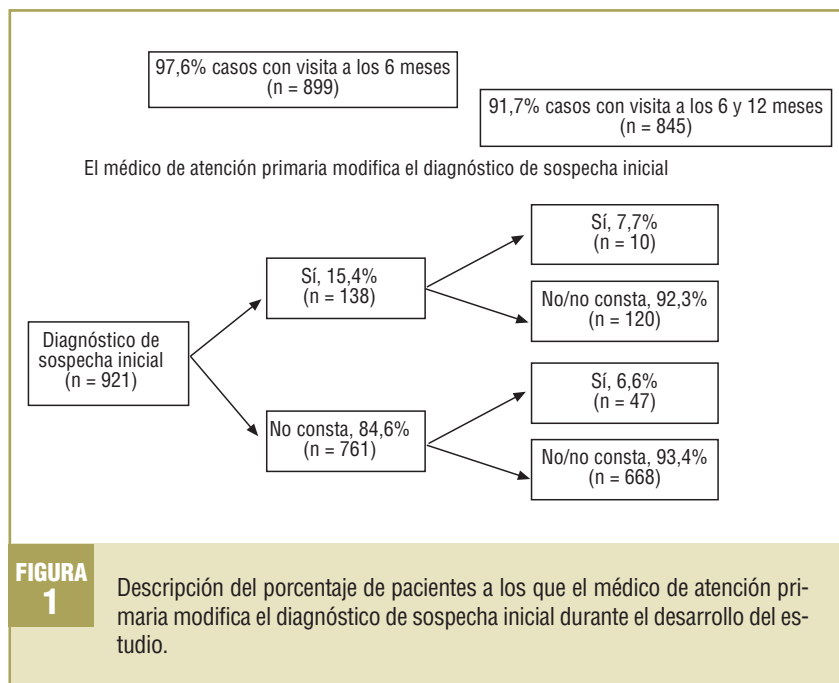 97,6% casos con visita a los 6 meses
(n = 899)
91,7% casos con visita a los 6 y 12 meses
(n = 845)
El médico de atención primaria modifica el diagnóstico de sospecha inicial
Diagnóstico de
sospecha inicial
(n = 921)
Sí, 15,4%
(n = 138)
No consta, 84,6%
(n = 761)
Sí, 7,7%
(n = 10)
No/no consta, 92,3%
(n = 120)
Sí, 6,6%
(n = 47)
No/no consta, 93,4%
(n = 668)
FIGURA
1
Descripción del porcentaje de pacientes a los que el médico de atención pri-
maria modifica el diagnóstico de sospecha inicial durante el desarrollo del es-
tudio.